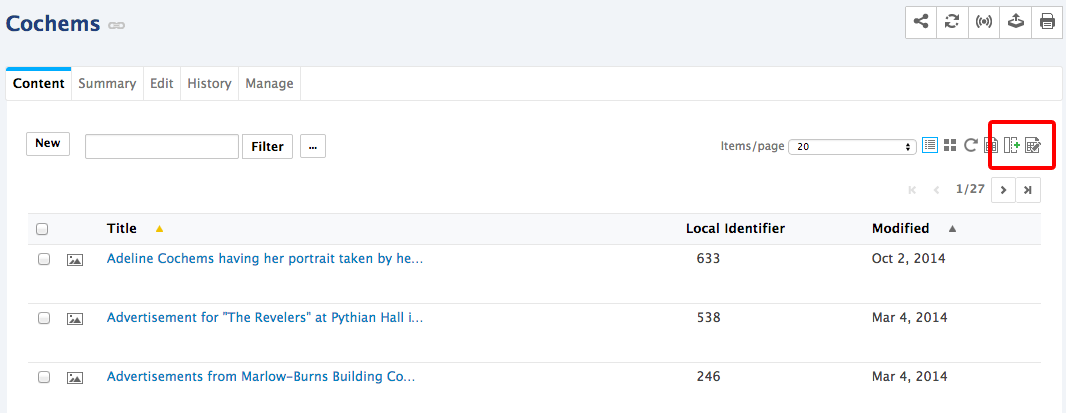 Cochems
Content Summary Edit History Manage
New Filter ... Items/page 20
1/27
Title Local Identifier Modified
Adeline Cochems having her portrait taken by he... 633 Oct 2, 2014
Advertisement for "The Revelers" at Pythian Hall i... 538 Mar 4, 2014
Advertisements from Marlow-Burns Building Co... 246 Mar 4, 2014